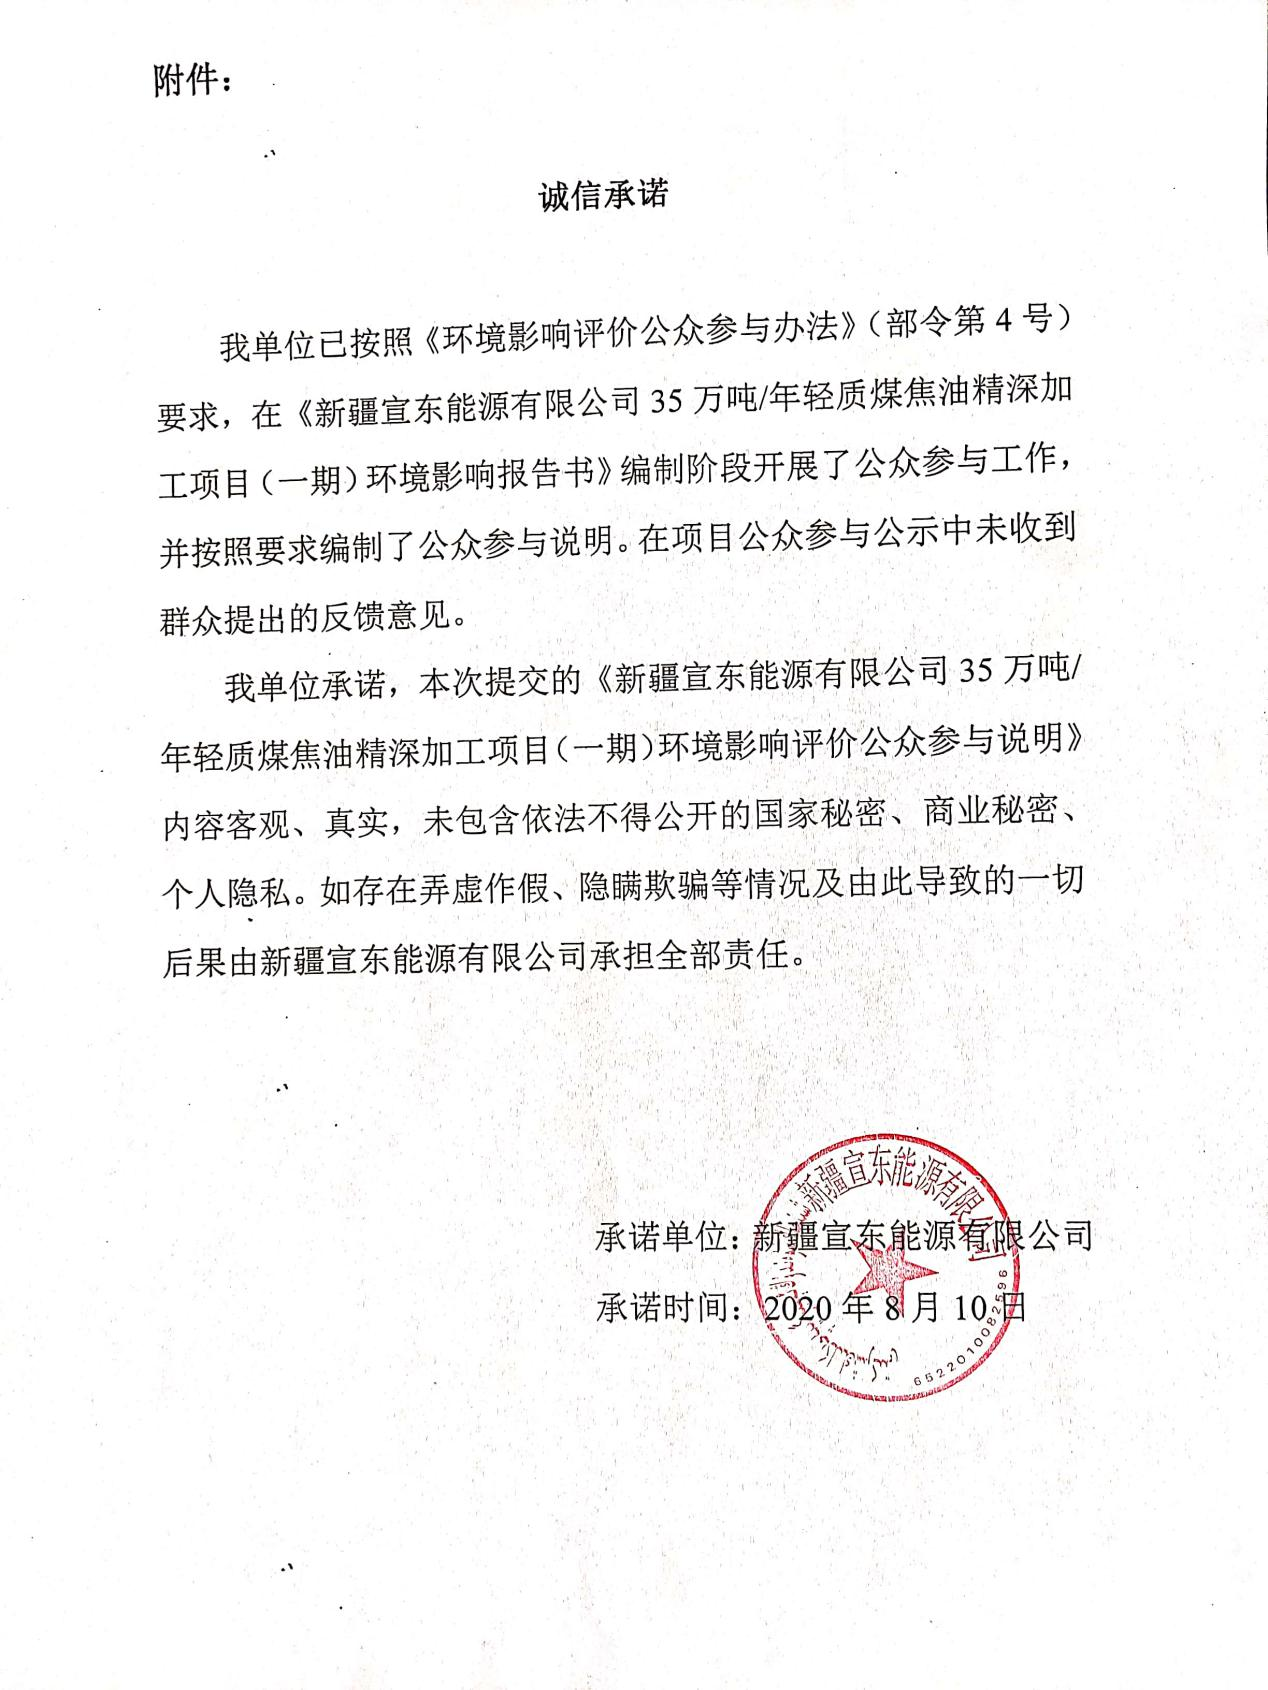 附件：
诚信承诺
我单位已按照《环境影响评价公众参与办法》（部令第 4 号）
要求，在《新疆宣东能源有限公司 35 万吨/年轻质煤焦油精深加
工项目（一期）环境影响报告书》编制阶段开展了公众参与工作，
并按照要求编制了公众参与说明。在项目公众参与公示中未收到
群众提出的反馈意见。
我单位承诺，本次提交的《新疆宣东能源有限公司 35 万吨/
年轻质煤焦油精深加工项目（一期）环境影响评价公众参与说明》
内容客观、真实，未包含依法不得公开的国家秘密、商业秘密、
个人隐私。如存在弄虚作假、隐瞒欺骗等情况及由此导致的一切
后果由新疆宣东能源有限公司承担全部责任。
承诺单位：新疆宣东能源有限公司
承诺时间：2020 年 8 月 10 日
新疆宣东能源有限公司
6522010082596